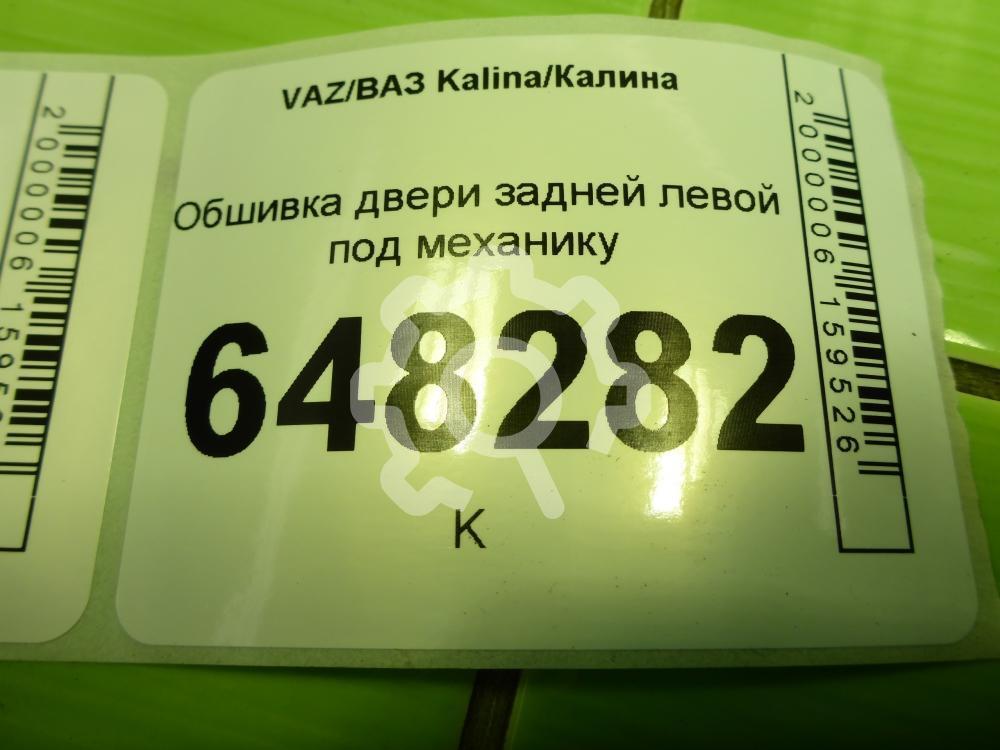 VAZ/ВАЗ Kalina/Калина
Обшивка двери задней левой
под механику
648282
К
2000006159526